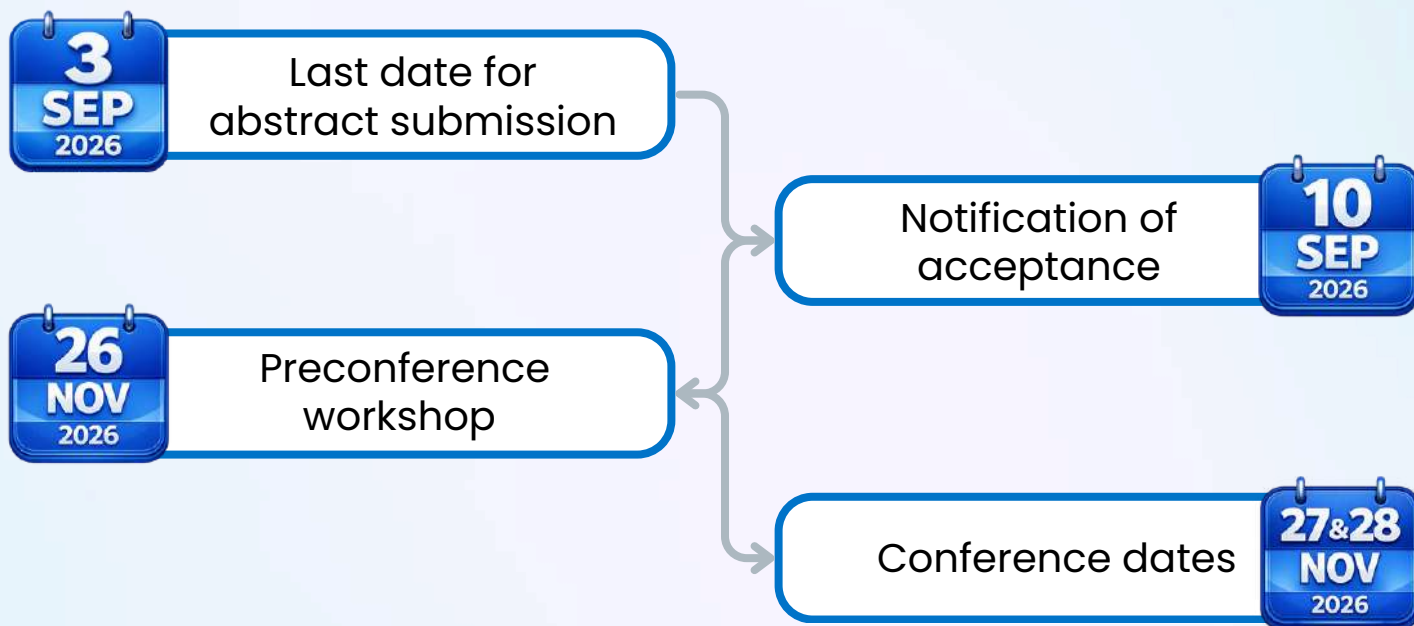 3
SEP
2026
Last date for
abstract submission
10
SEP
2026
Notification of
acceptance
26
NOV
2026
Preconference
workshop
27&28
NOV
2026
Conference dates